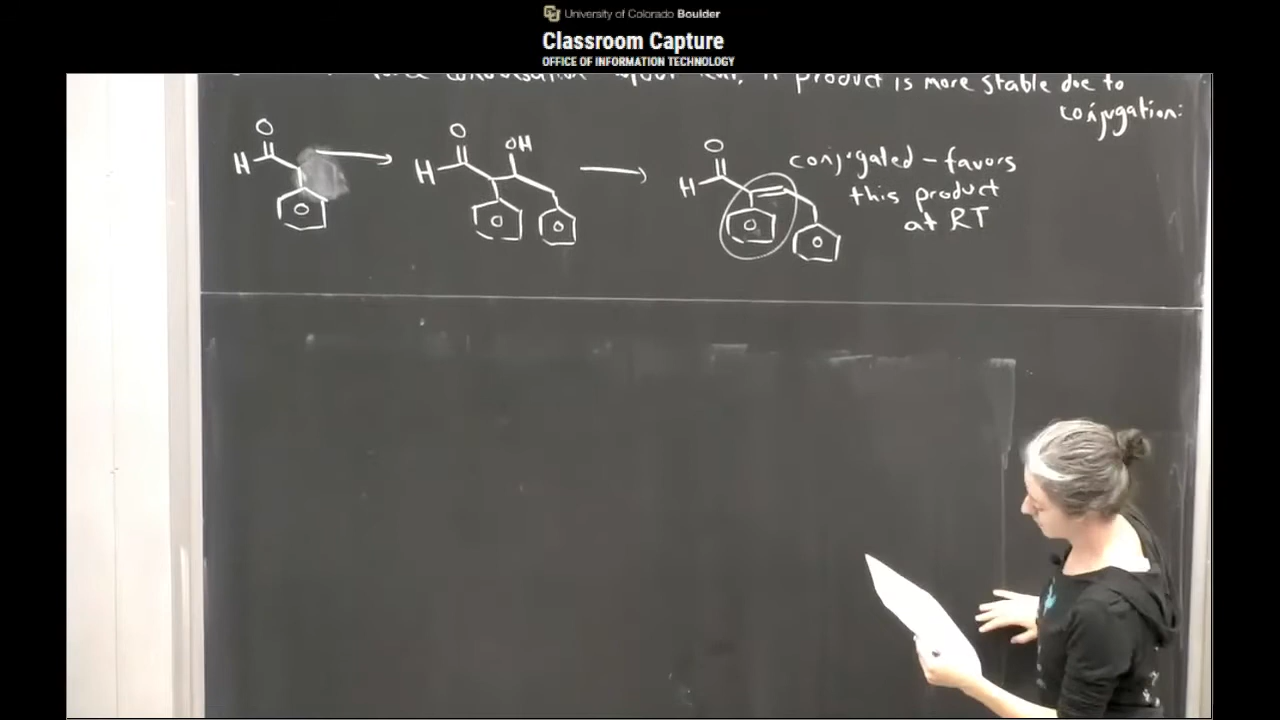 University of Colorado Boulder
Classroom Capture
OFFICE OF INFORMATION TECHNOLOGY
product is more stable due to
conjugation:
O
H
O
OH
H
O
H
conjugated – favors
this product
at RT